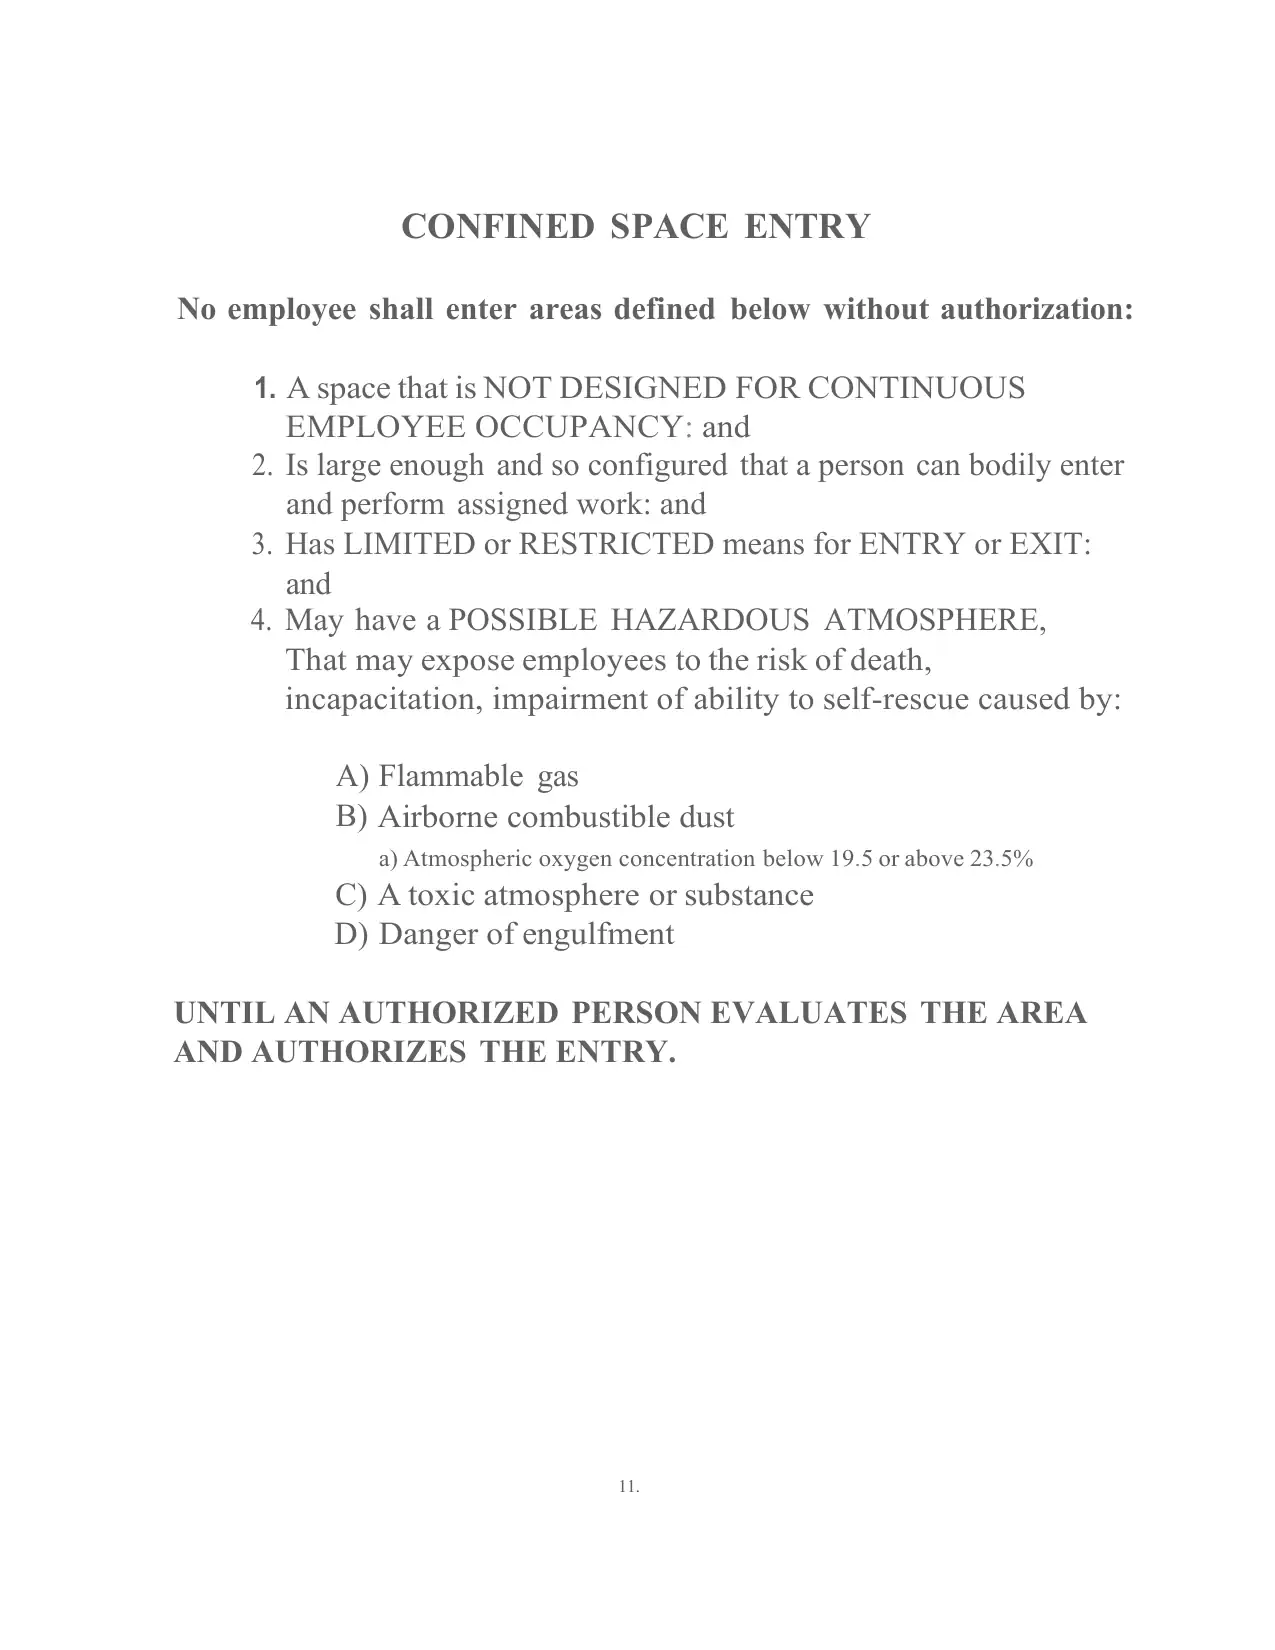 CONFINED SPACE ENTRY
No employee shall enter areas defined below without authorization:
1. A space that is NOT DESIGNED FOR CONTINUOUS
EMPLOYEE OCCUPANCY: and
2. Is large enough and so configured that a person can bodily enter
and perform assigned work: and
3. Has LIMITED or RESTRICTED means for ENTRY or EXIT:
and
4. May have a POSSIBLE HAZARDOUS ATMOSPHERE,
That may expose employees to the risk of death,
incapacitation, impairment of ability to self-rescue caused by:
A) Flammable gas
B) Airborne combustible dust
a) Atmospheric oxygen concentration below 19.5 or above 23.5%
C) A toxic atmosphere or substance
D) Danger of engulfment
UNTIL AN AUTHORIZED PERSON EVALUATES THE AREA
AND AUTHORIZES THE ENTRY.
11.